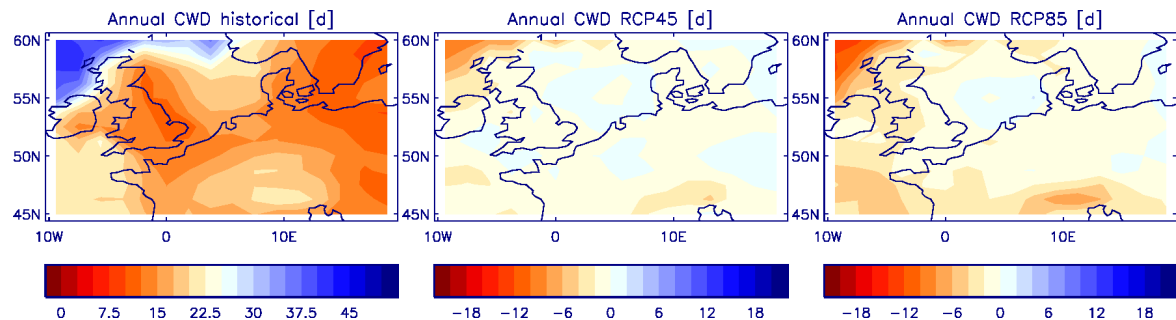 Annual CWD historical [d]
Annual CWD RCP45 [d]
Annual CWD RCP85 [d]
60N
55N
50N
45N
10W 0 10E
60N
55N
50N
45N
10W 0 10E
60N
55N
50N
45N
10W 0 10E
0 7.5 15 22.5 30 37.5 45
-18 -12 -6 0 6 12 18
-18 -12 -6 0 6 12 18